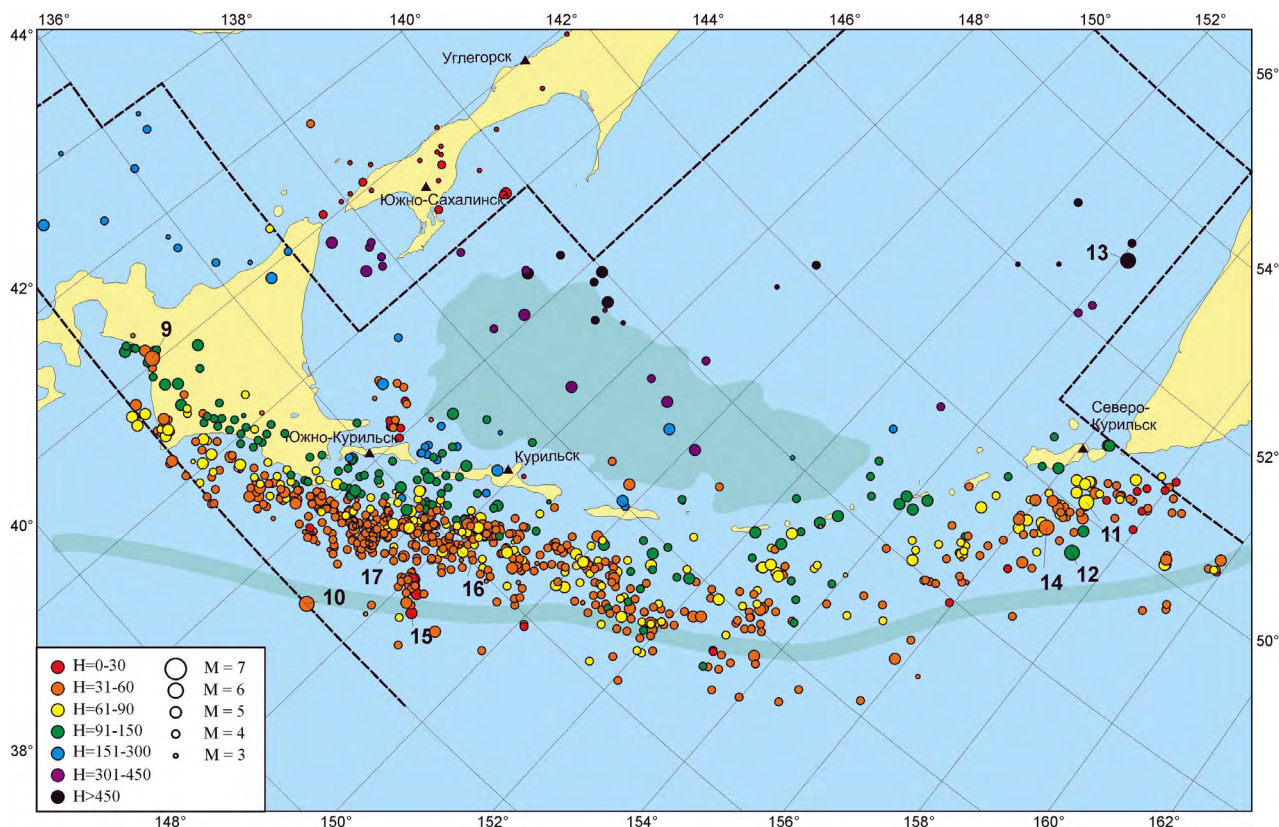 136° 138° 140° 142° 144° 146° 148° 150° 152°
44°
Углегорск
56°
Южно-Сахалинск
13
54°
42°
9
Северо-
Курильск
Южно-Курильск
Курильск
52°
40°
11
17
16
14
12
10
15
50°
H=0-30 M = 7
H=31-60 M = 6
H=61-90 M = 5
H=91-150 M = 4
H=151-300 M = 3
H=301-450
H>450
38°
148 150 152 154 156 158 160° 162°